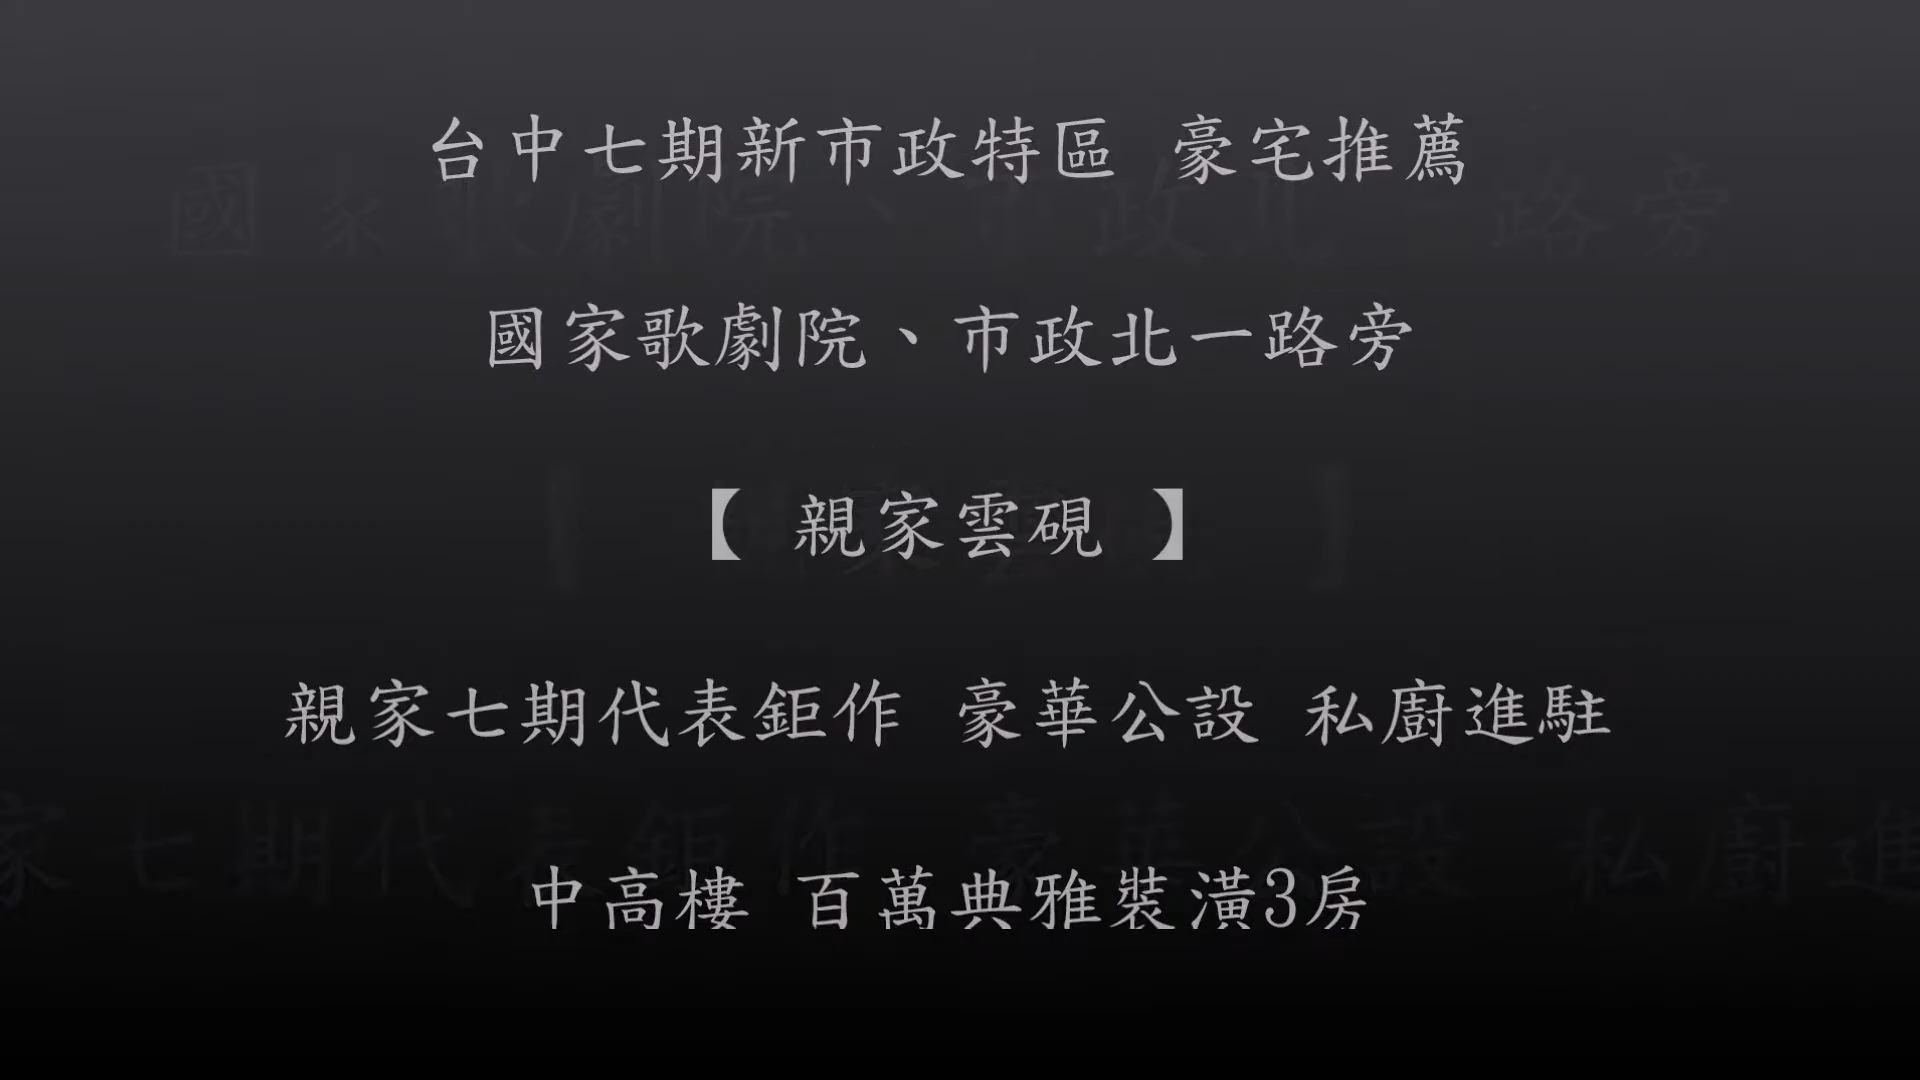 台中七期新市政特區 豪宅推薦
國家歌劇院、市政北一路旁
【 親家雲硯 】
親家七期代表鉅作 豪華公設 私廚進駐
中高樓 百萬典雅裝潢3房